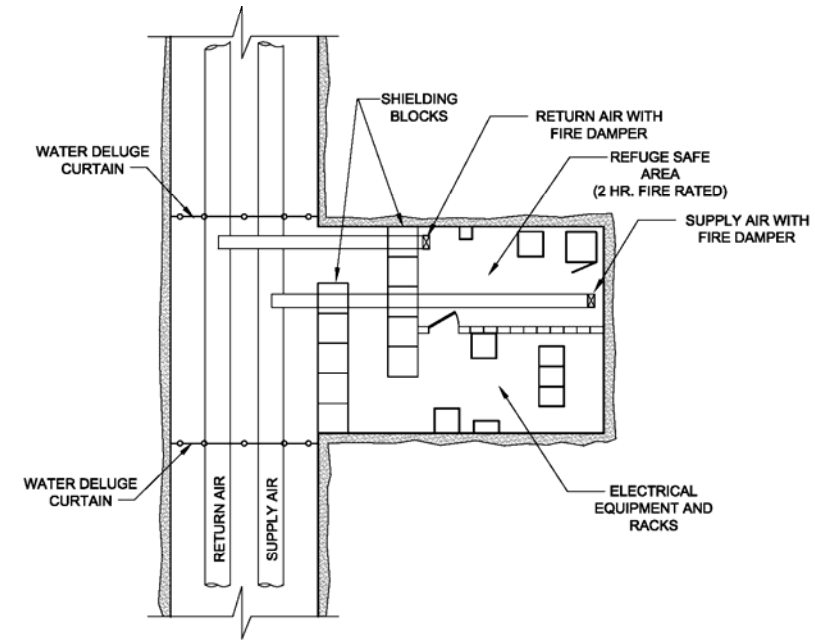 SHIELDING
BLOCKS
RETURN AIR WITH
FIRE DAMPER
WATER DELUGE
CURTAIN
REFUGE SAFE
AREA
(2 HR. FIRE RATED)
SUPPLY AIR WITH
FIRE DAMPER
WATER DELUGE
CURTAIN
RETURN AIR
SUPPLY AIR
ELECTRICAL
EQUIPMENT AND
RACKS